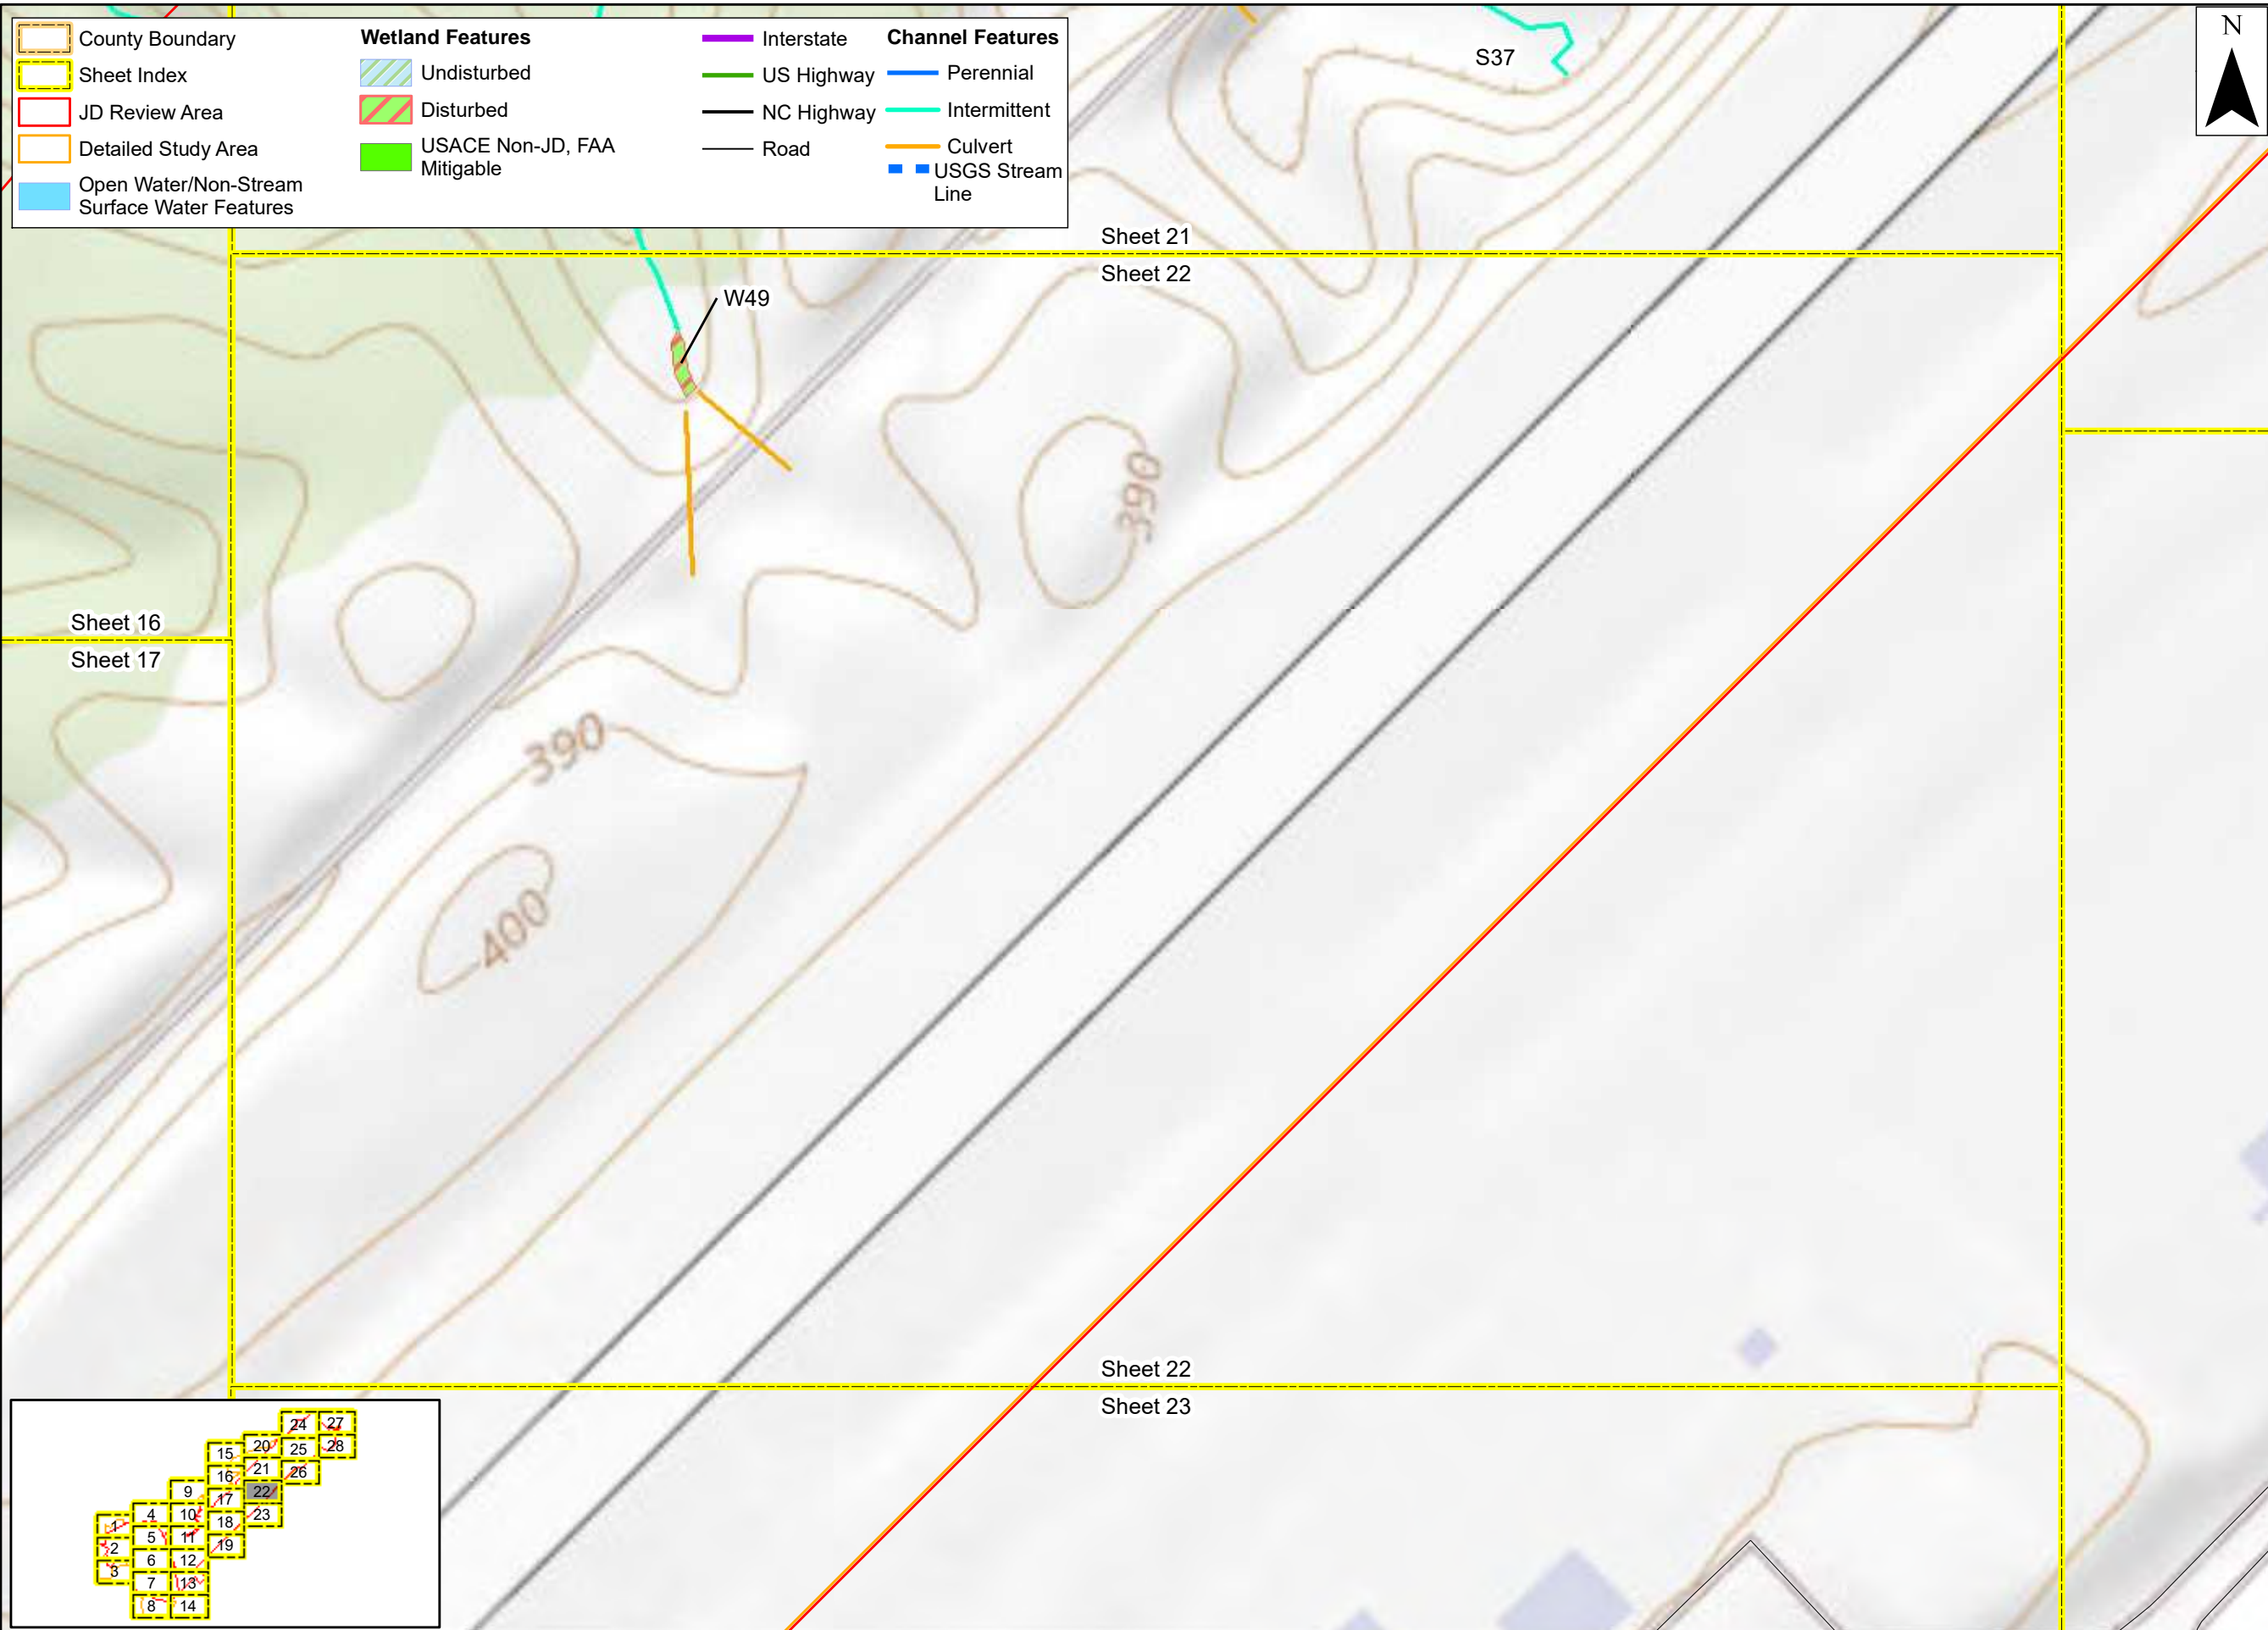 County Boundary
Sheet Index
JD Review Area
Detailed Study Area
Open Water/Non-Stream
Surface Water Features
Wetland Features
Undisturbed
Disturbed
USACE Non-JD, FAA
Mitigable
Interstate
US Highway
NC Highway
Road
Channel Features
Perennial
Intermittent
Culvert
USGS Stream
Line
N
S37
Sheet 21
Sheet 22
W49
390
Sheet 16
Sheet 17
390
400
Sheet 22
Sheet 23
24 27
20 25 28
15
21 26
16
9 17 22
4 10 18 23
1 5 11 19
2 6 12
3 7 13
8 14